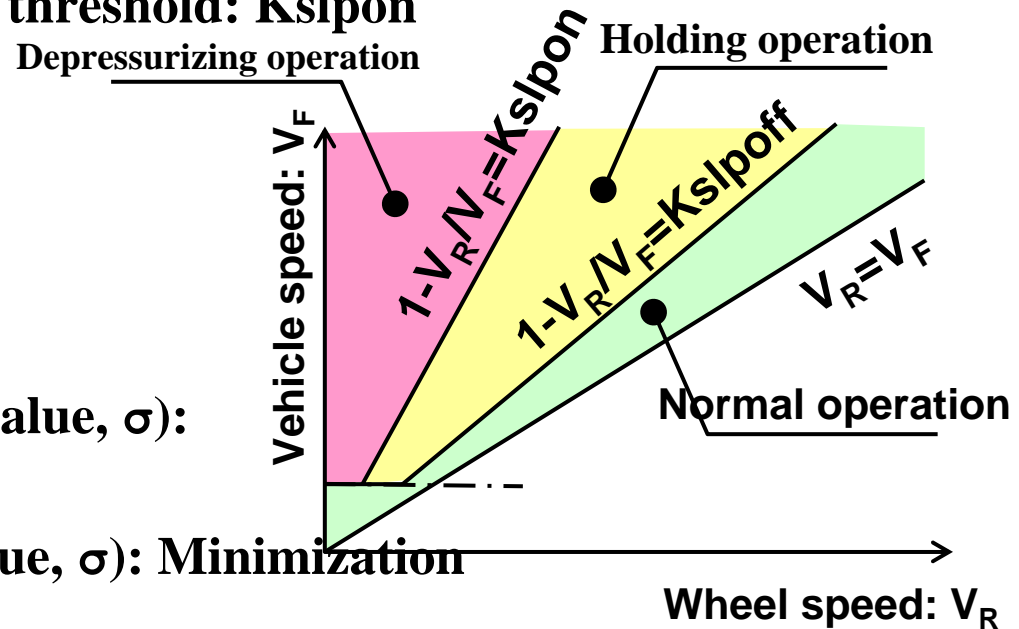 threshold: Kslpon
Depressurizing operation
Holding operation
Vehicle speed: VF
1-VR/VF=Kslpon
1-VR/VF=Kslpoff
VR=VF
Normal operation
alue, σ):
ue, σ): Minimization
Wheel speed: VR